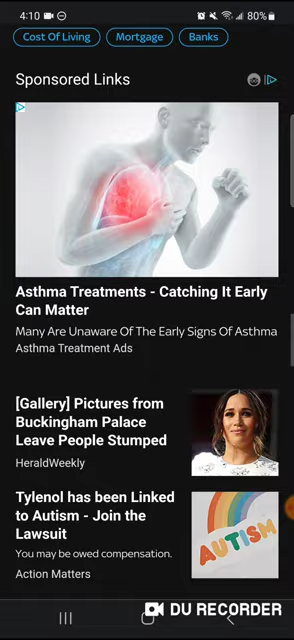 4:10
80%
Cost Of Living
Mortgage
Banks
Sponsored Links
Asthma Treatments - Catching It Early
Can Matter
Many Are Unaware Of The Early Signs Of Asthma
Asthma Treatment Ads
[Gallery] Pictures from
Buckingham Palace
Leave People Stumped
HeraldWeekly
Tylenol has been Linked
to Autism - Join the
Lawsuit
You may be owed compensation.
Action Matters
AUTISM
DU RECORDER